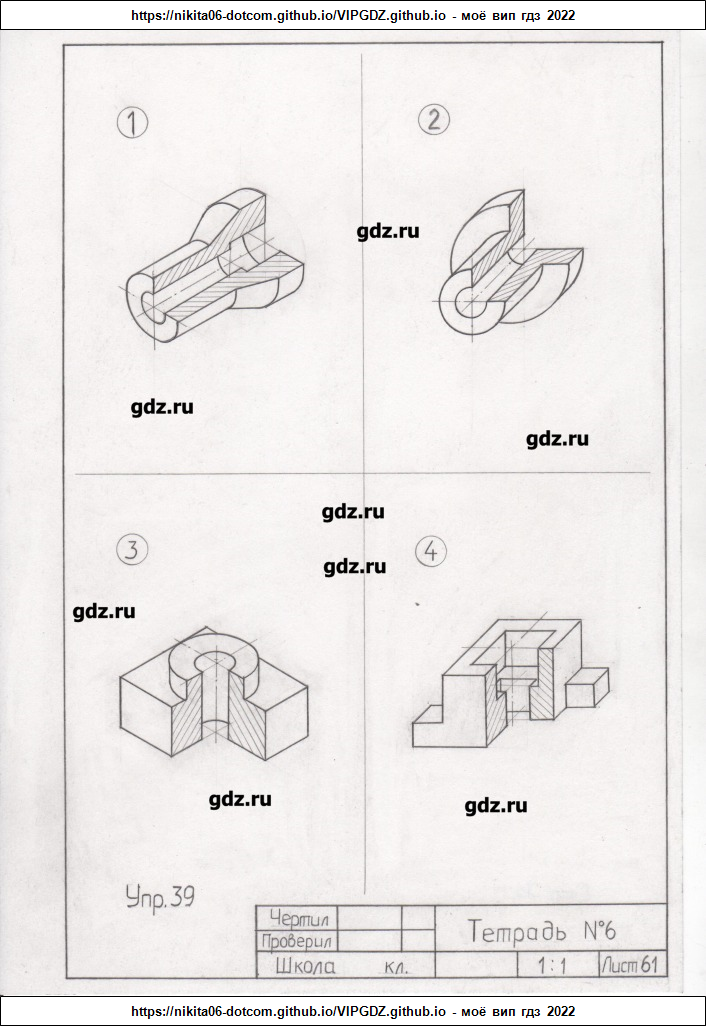 https://nikita06-dotcom.github.io/VIPGDZ.github.io - моё вип гдз 2022
1
2
gdz.ru
gdz.ru
gdz.ru
gdz.ru
3
4
gdz.ru
gdz.ru
gdz.ru
gdz.ru
Упр.39
Чертил
Проверил
Тетрадь №6
Школа кл.
1:1
Лист 61
https://nikita06-dotcom.github.io/VIPGDZ.github.io - моё вип гдз 2022